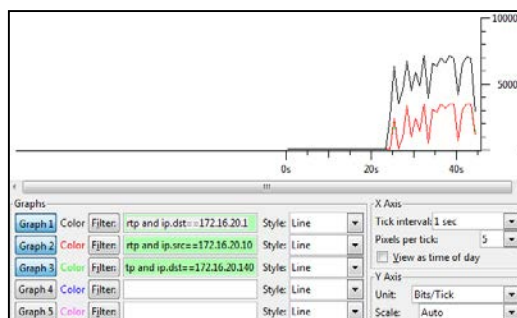 10000
5000
0
0s 20s 40s
Graphs
Graph 1 Color Filter: rtp and ip.dst==172.16.20.1 Style: Line
Graph 2 Color Filter: rtp and ip.src==172.16.20.10 Style: Line
Graph 3 Color Filter: tp and ip.dst==172.16.20.140 Style: Line
Graph 4 Color Filter: Style: Line
Graph 5 Color Filter: Style: Line
X Axis
Tick interval: 1 sec
Pixels per tick: 5
View as time of day
Y Axis
Unit: Bits/Tick
Scale: Auto